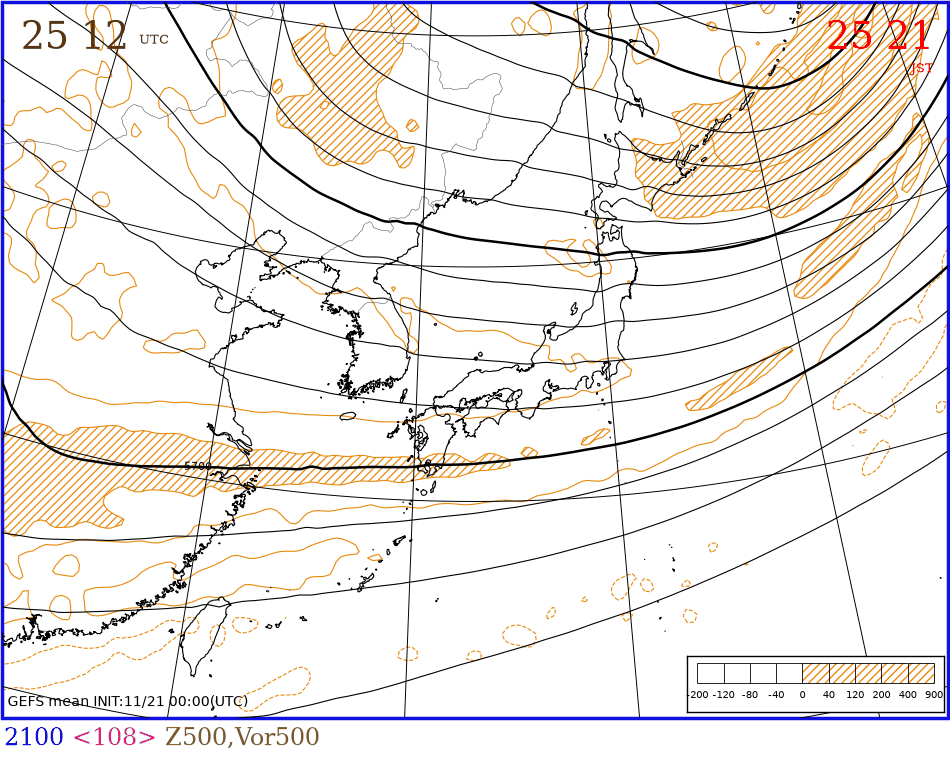 25 12 UTC
25 21
JST
5700
GEFS mean INIT:11/21 00:00(UTC)
-200 -120 -80 -40 0 40 120 200 400 900
2100 <108> Z500,Vor500